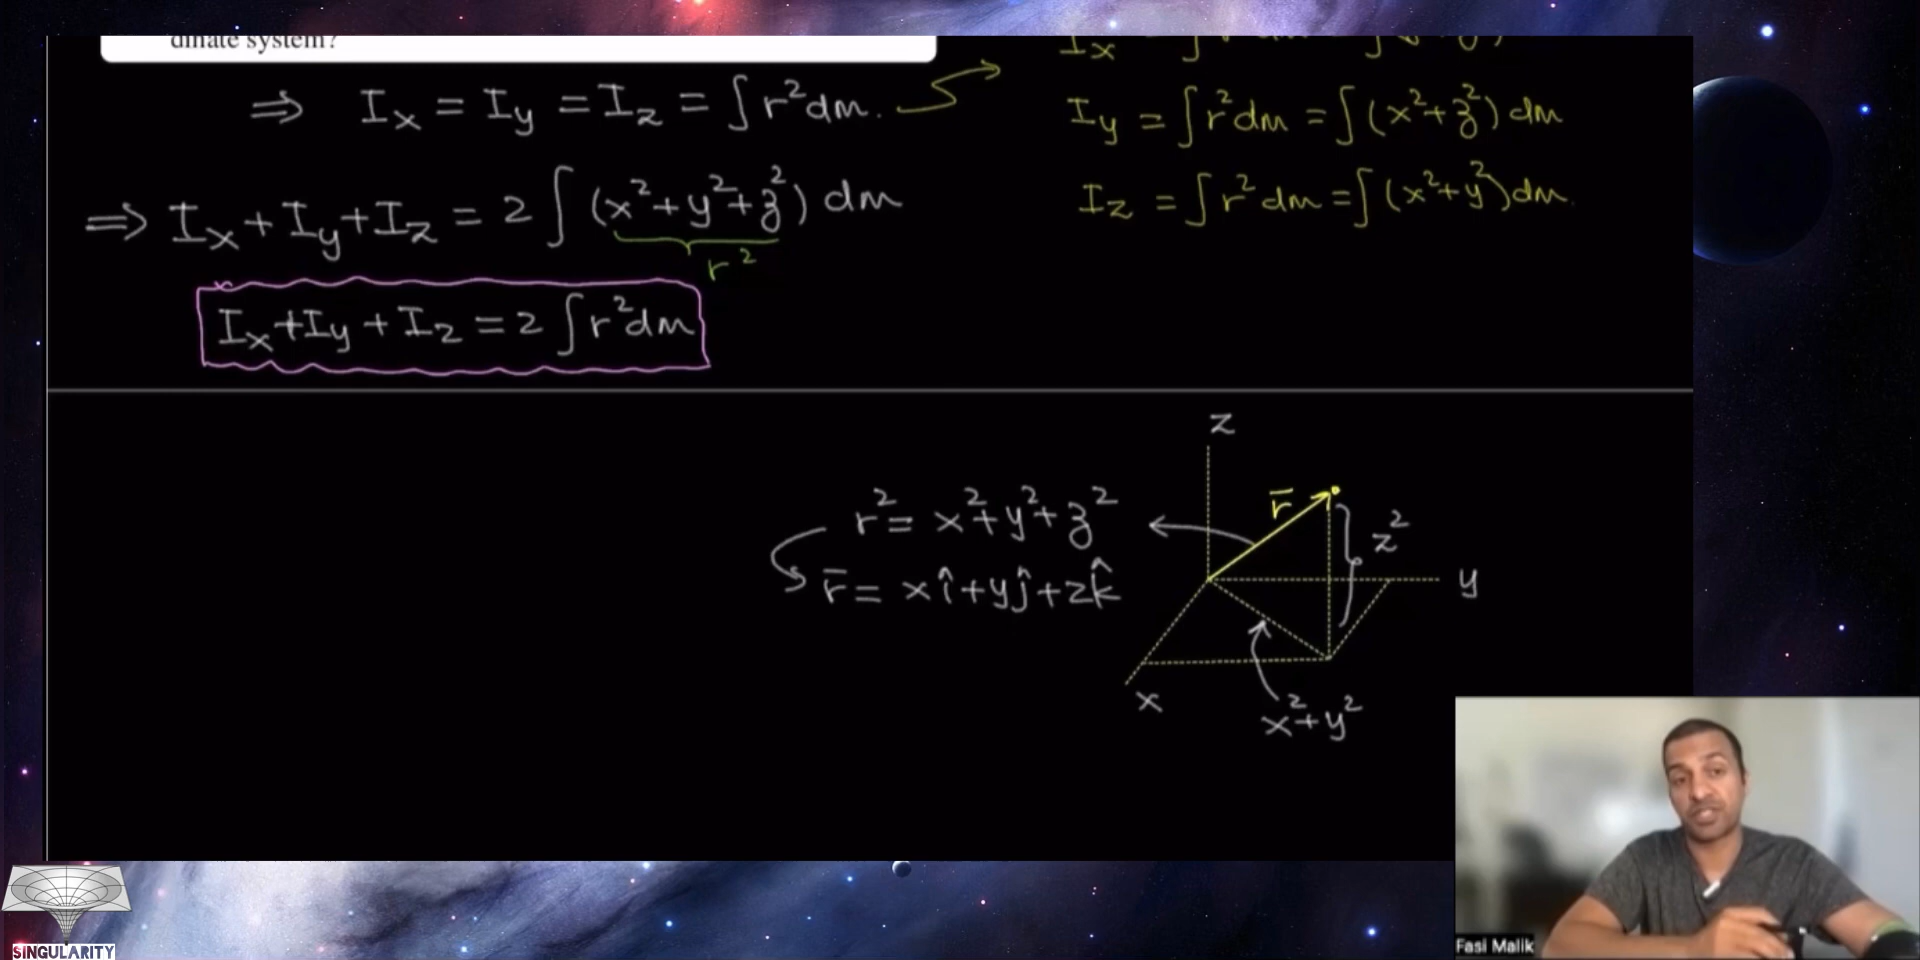 dinate system?
⇒ Ix = Iy = Iz = ∫r²dm.
Iy = ∫r²dm = ∫(x²+z²) dm
⇒ Ix+Iy+Iz = 2 ∫ (x²+y²+z²) dm
Iz = ∫r²dm = ∫(x²+y²)dm.
r²
Ix+Iy+Iz = 2 ∫r²dm
z
r² = x²+y²+z²
r̄
z²
r̄ = xî+yĵ+zk̂
y
x
x²+y²
Fasi Malik
SINGULARITY